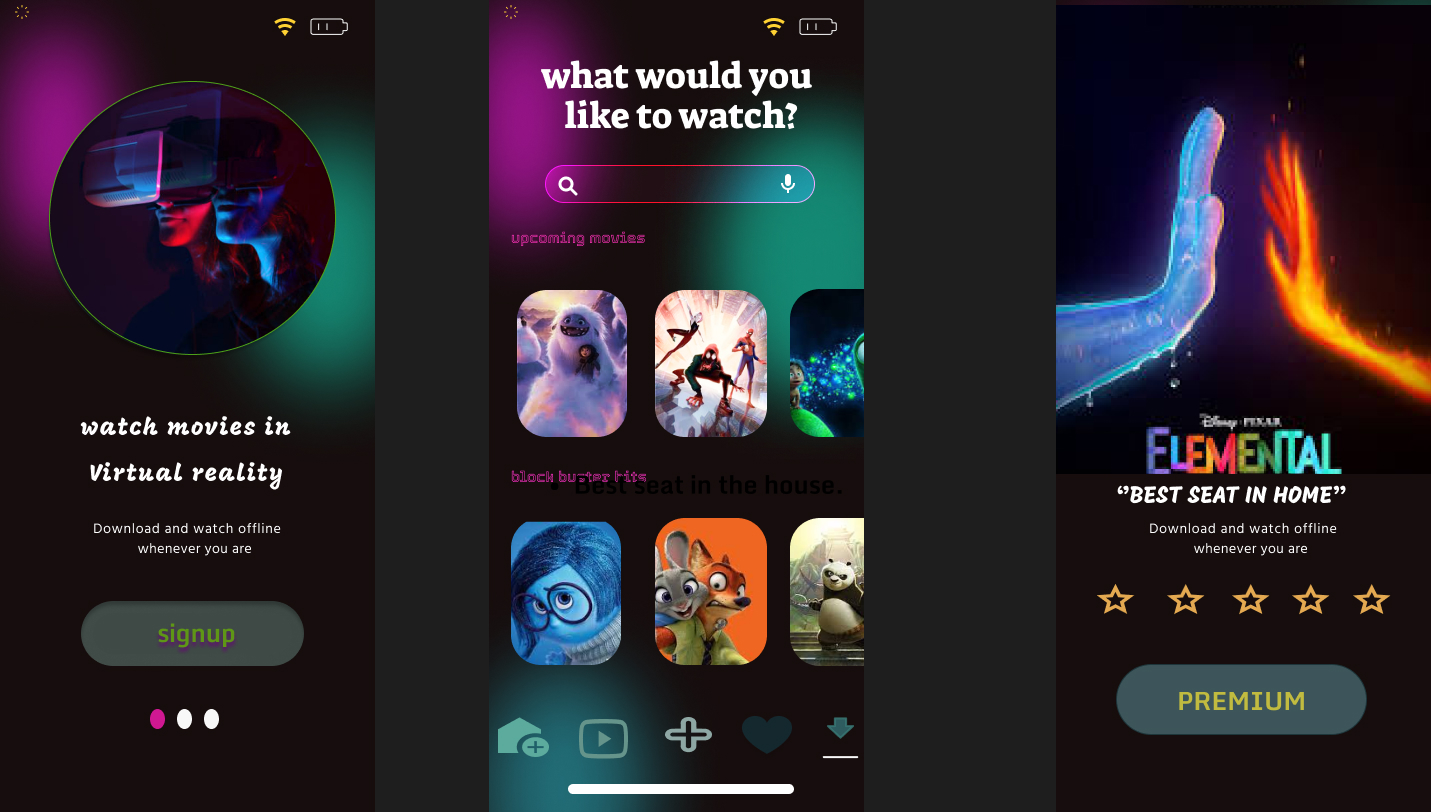 watch movies in
Virtual reality
Download and watch offline
whenever you are
signup
what would you
like to watch?
upcoming movies
block buster hits
• Best seat in the house.
Disney • PIXAR
ELEMENTAL
‘’BEST SEAT IN HOME’’
Download and watch offline
whenever you are
PREMIUM